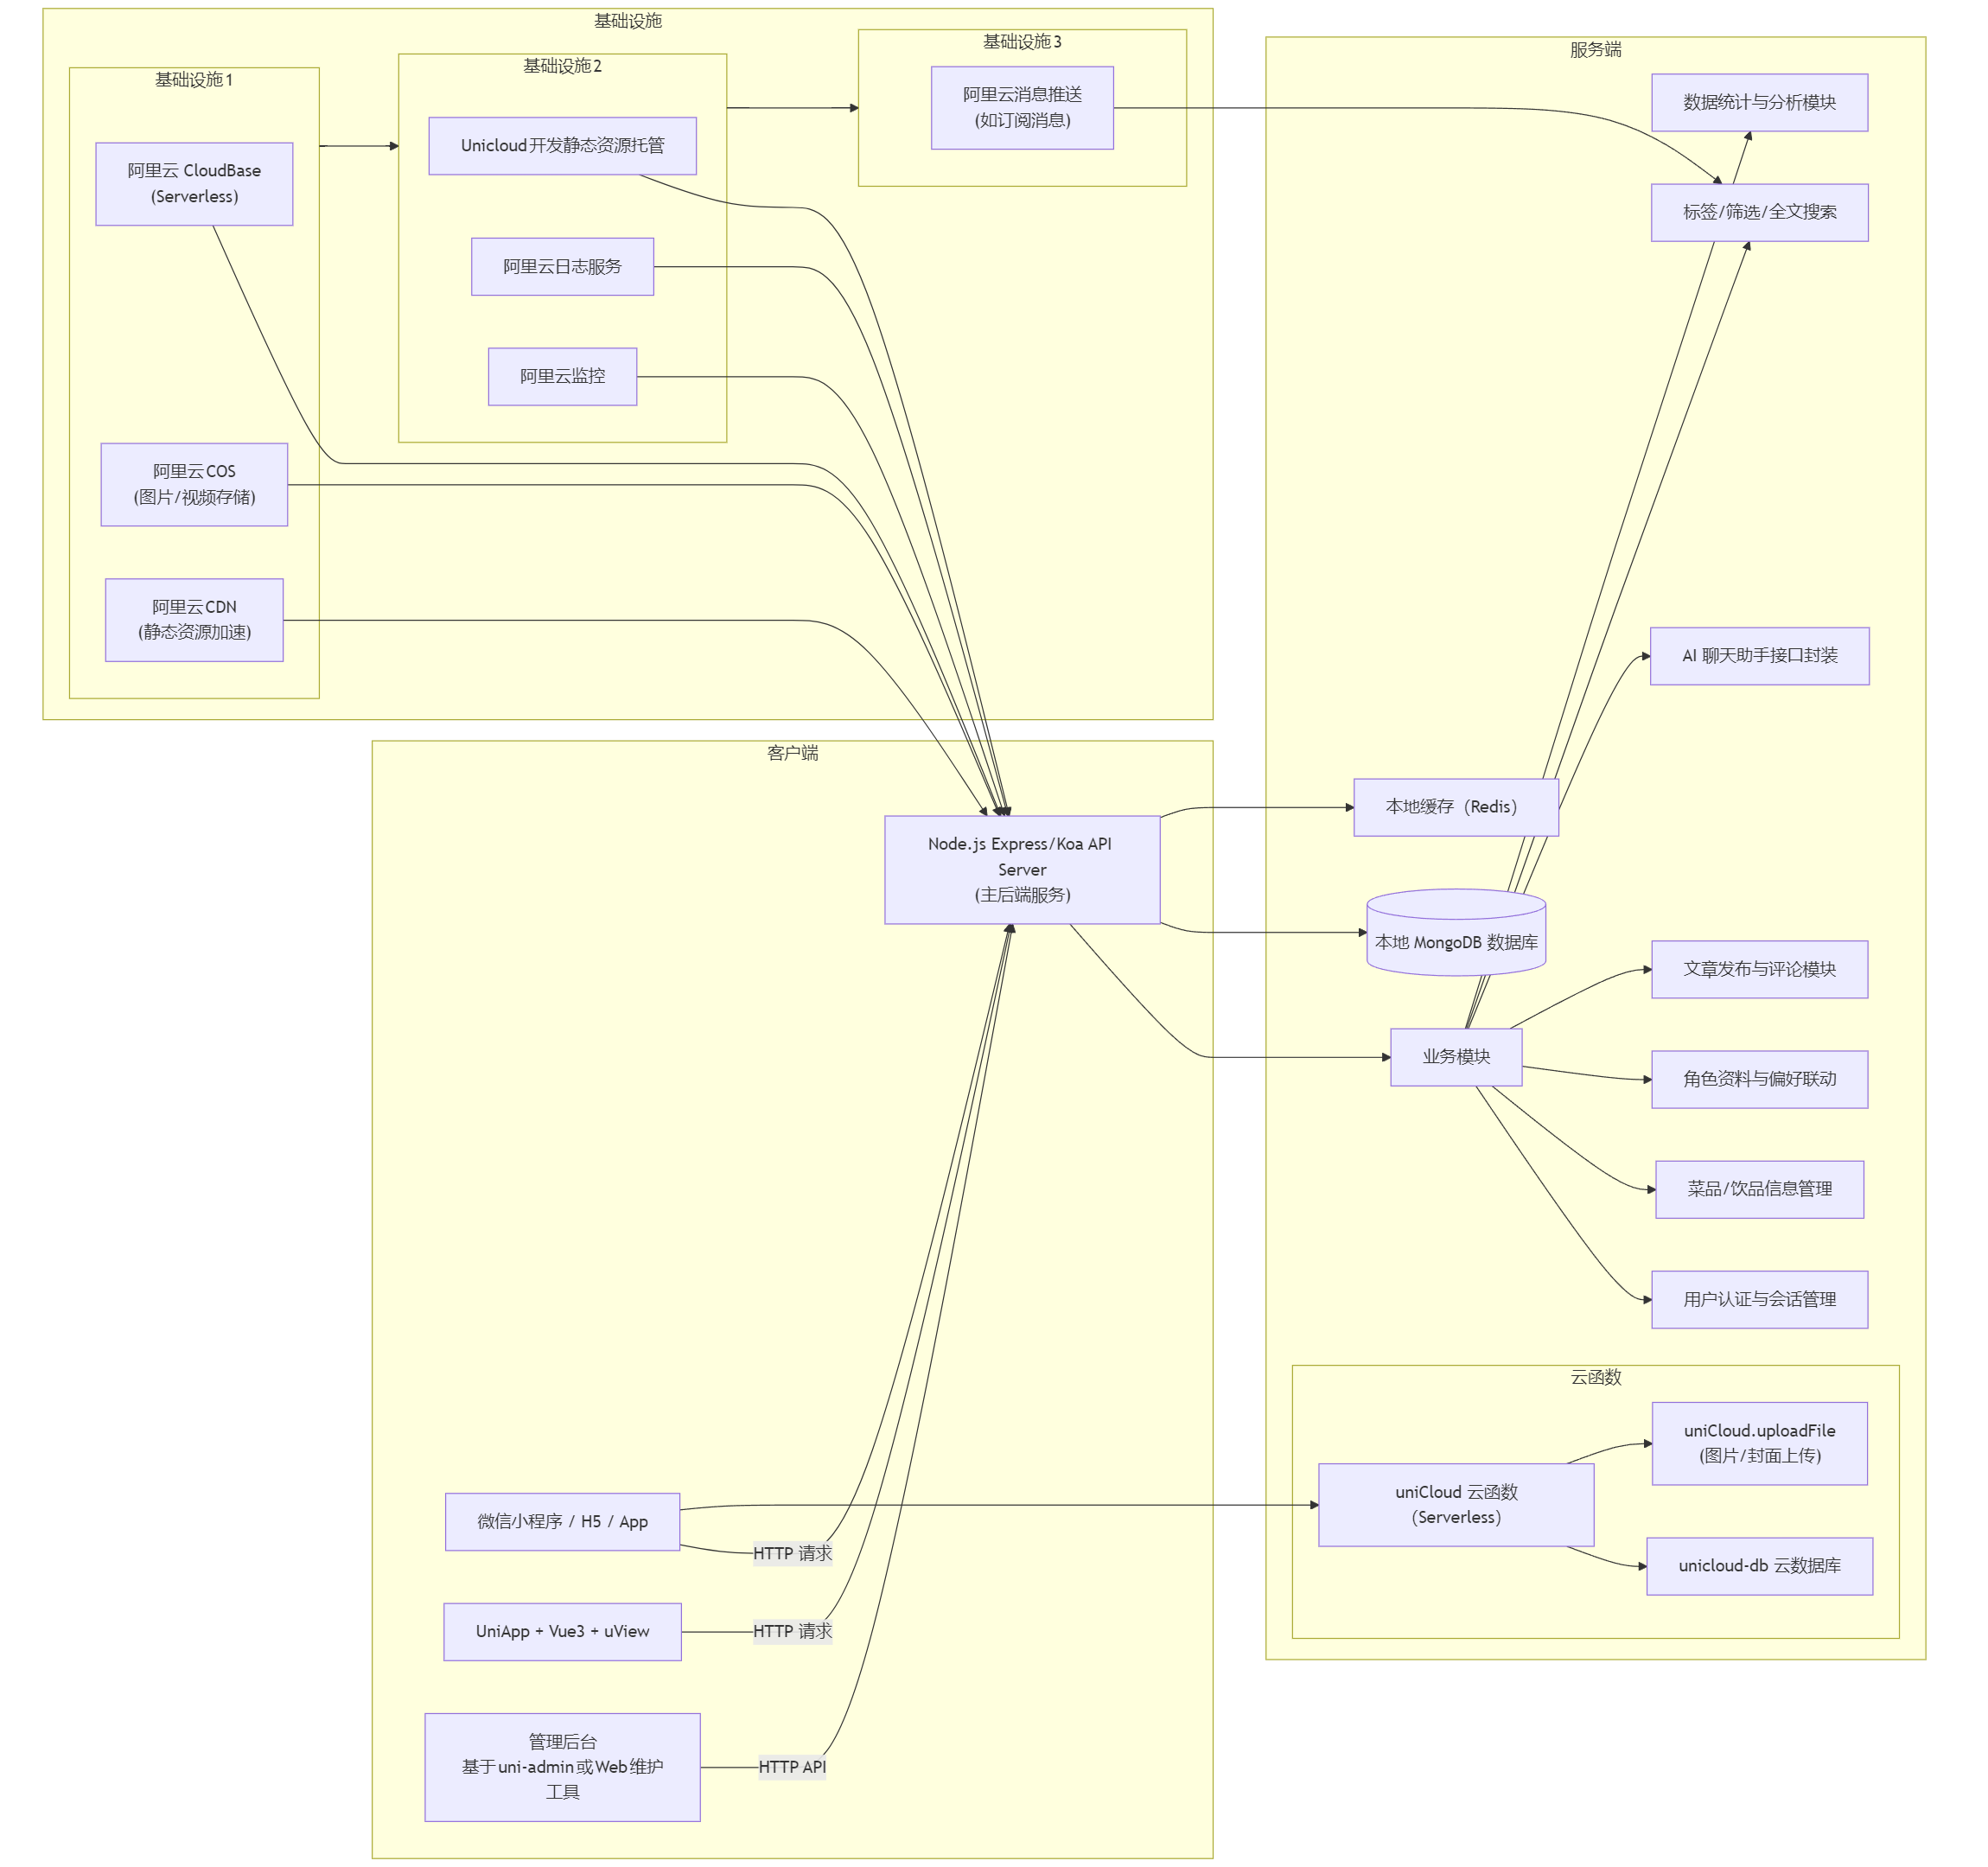 基础设施
基础设施1
阿里云 CloudBase
(Serverless)
阿里云COS
(图片/视频存储)
阿里云CDN
(静态资源加速)
基础设施2
Unicloud开发静态资源托管
阿里云日志服务
阿里云监控
基础设施3
阿里云消息推送
(如订阅消息)
客户端
Node.js Express/Koa API
Server
(主后端服务)
微信小程序 / H5 / App
HTTP 请求
UniApp + Vue3 + uView
HTTP 请求
管理后台
基于uni-admin或Web维护
工具
HTTP API
服务端
数据统计与分析模块
标签/筛选/全文搜索
AI 聊天助手接口封装
本地缓存（Redis）
本地 MongoDB 数据库
文章发布与评论模块
业务模块
角色资料与偏好联动
菜品/饮品信息管理
用户认证与会话管理
云函数
uniCloud 云函数
(Serverless)
uniCloud.uploadFile
(图片/封面上传)
unicloud-db 云数据库